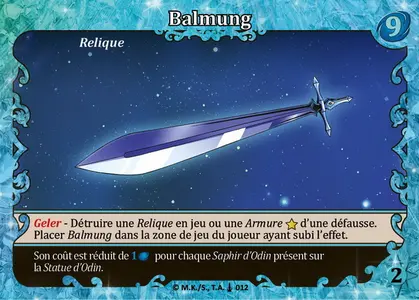 Balmung
9
Relique
Geler - Détruire une Relique en jeu ou une Armure d'une défausse.
Placer Balmung dans la zone de jeu du joueur ayant subi l'effet.
Son coût est réduit de 1 pour chaque Saphir d'Odin présent sur
la Statue d'Odin.
2
© M.K./S., T.A. 012